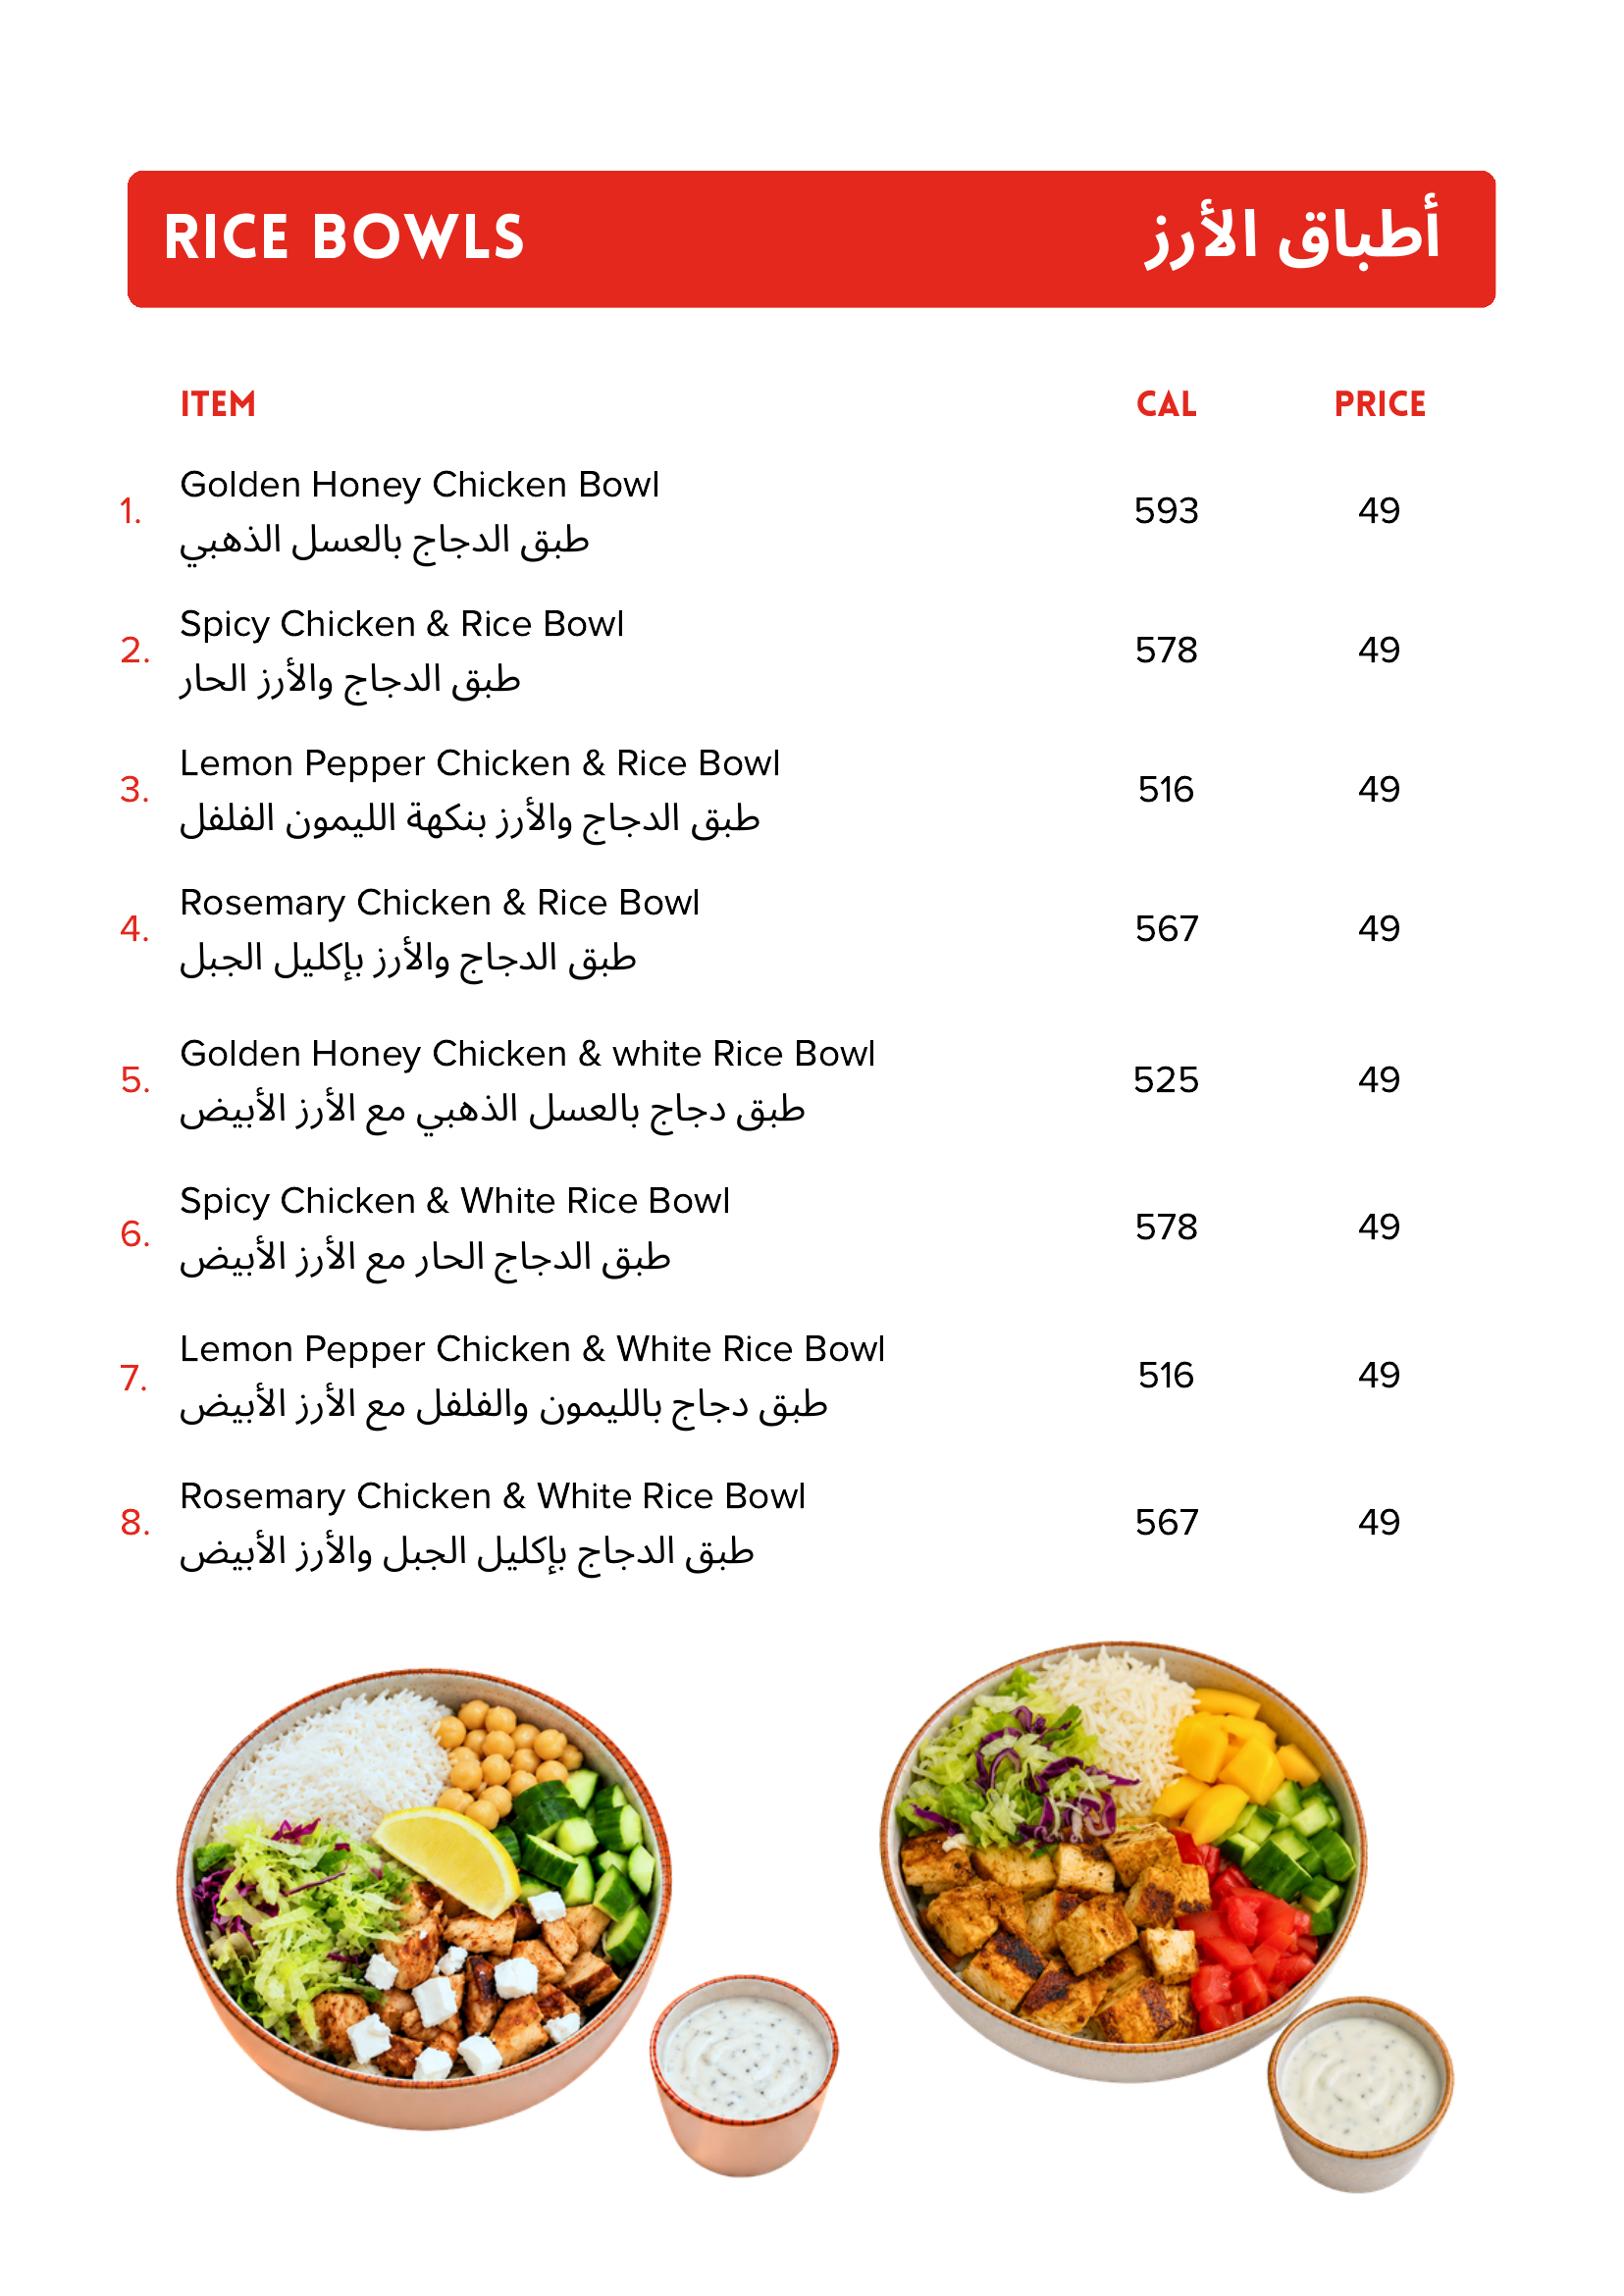 RICE BOWLS أطباق الأرز
ITEM CAL PRICE
1. Golden Honey Chicken Bowl 593 49
طبق الدجاج بالعسل الذهبي
2. Spicy Chicken & Rice Bowl 578 49
طبق الدجاج والأرز الحار
3. Lemon Pepper Chicken & Rice Bowl 516 49
طبق الدجاج والأرز بنكهة الليمون الفلفل
4. Rosemary Chicken & Rice Bowl 567 49
طبق الدجاج والأرز بإكليل الجبل
5. Golden Honey Chicken & white Rice Bowl 525 49
طبق دجاج بالعسل الذهبي مع الأرز الأبيض
6. Spicy Chicken & White Rice Bowl 578 49
طبق الدجاج الحار مع الأرز الأبيض
7. Lemon Pepper Chicken & White Rice Bowl 516 49
طبق دجاج بالليمون والفلفل مع الأرز الأبيض
8. Rosemary Chicken & White Rice Bowl 567 49
طبق الدجاج بإكليل الجبل والأرز الأبيض